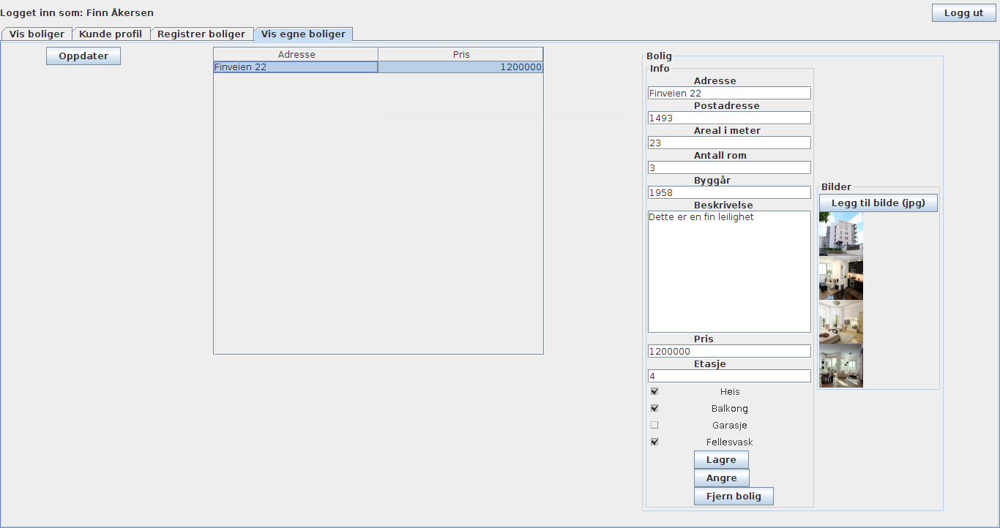 Logget inn som: Finn Åkersen
Logg ut
Vis boliger
Kunde profil
Registrer boliger
Vis egne boliger
Oppdater
Adresse
Pris
Finveien 22
1200000
Bolig
Info
Adresse
Finveien 22
Postadresse
1493
Areal i meter
23
Antall rom
3
Byggår
1958
Beskrivelse
Dette er en fin leilighet
Pris
1200000
Etasje
4
Heis
Balkong
Garasje
Fellesvask
Lagre
Angre
Fjern bolig
Bilder
Legg til bilde (jpg)